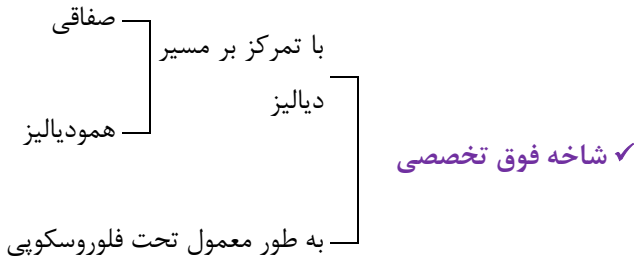 ✓ شاخه فوق تخصصی
با تمرکز بر مسیر
دیالیز
صفاقی
همودیالیز
به طور معمول تحت فلوروسکوپی